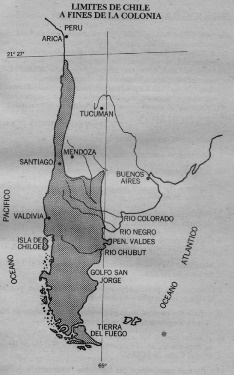 LIMITES DE CHILE
A FINES DE LA COLONIA
PERU
ARICA
21° 27'
TUCUMAN
MENDOZA
SANTIAGO
BUENOS
AIRES
PACIFICO
VALDIVIA
RIO COLORADO
RIO NEGRO
ISLA DE
CHILOE
PEN. VALDES
RIO CHUBUT
ATLANTICO
GOLFO SAN
JORGE
OCEANO
OCEANO
TIERRA
DEL FUEGO
65°